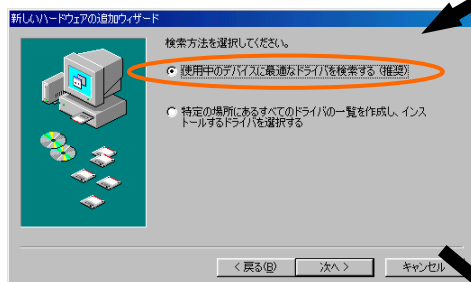 新しいハードウェアの追加ウィザード
検索方法を選択してください。
使用中のデバイスに最適なドライバを検索する（推奨）
特定の場所にあるすべてのドライバの一覧を作成し、インス
トールするドライバを選択する
< 戻る(B)
次へ >
キャンセル